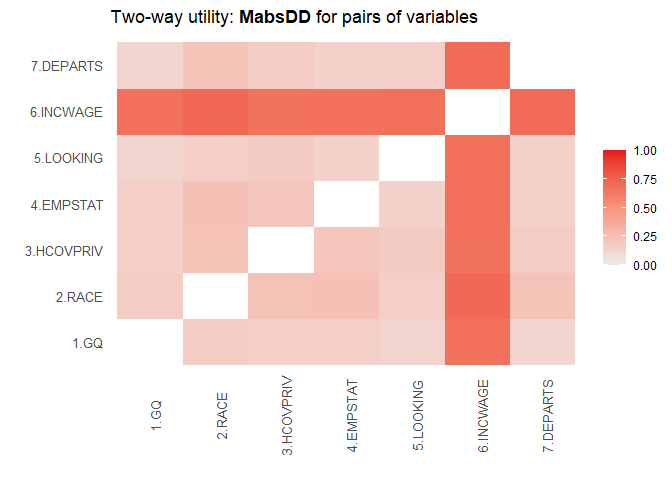 Two-way utility: MabsDD for pairs of variables
7.DEPARTS
6.INCWAGE
5.LOOKING
4.EMPSTAT
3.HCOVPRIV
2.RACE
1.GQ
1.00
0.75
0.50
0.25
0.00
1.GQ
2.RACE
3.HCOVPRIV
4.EMPSTAT
5.LOOKING
6.INCWAGE
7.DEPARTS